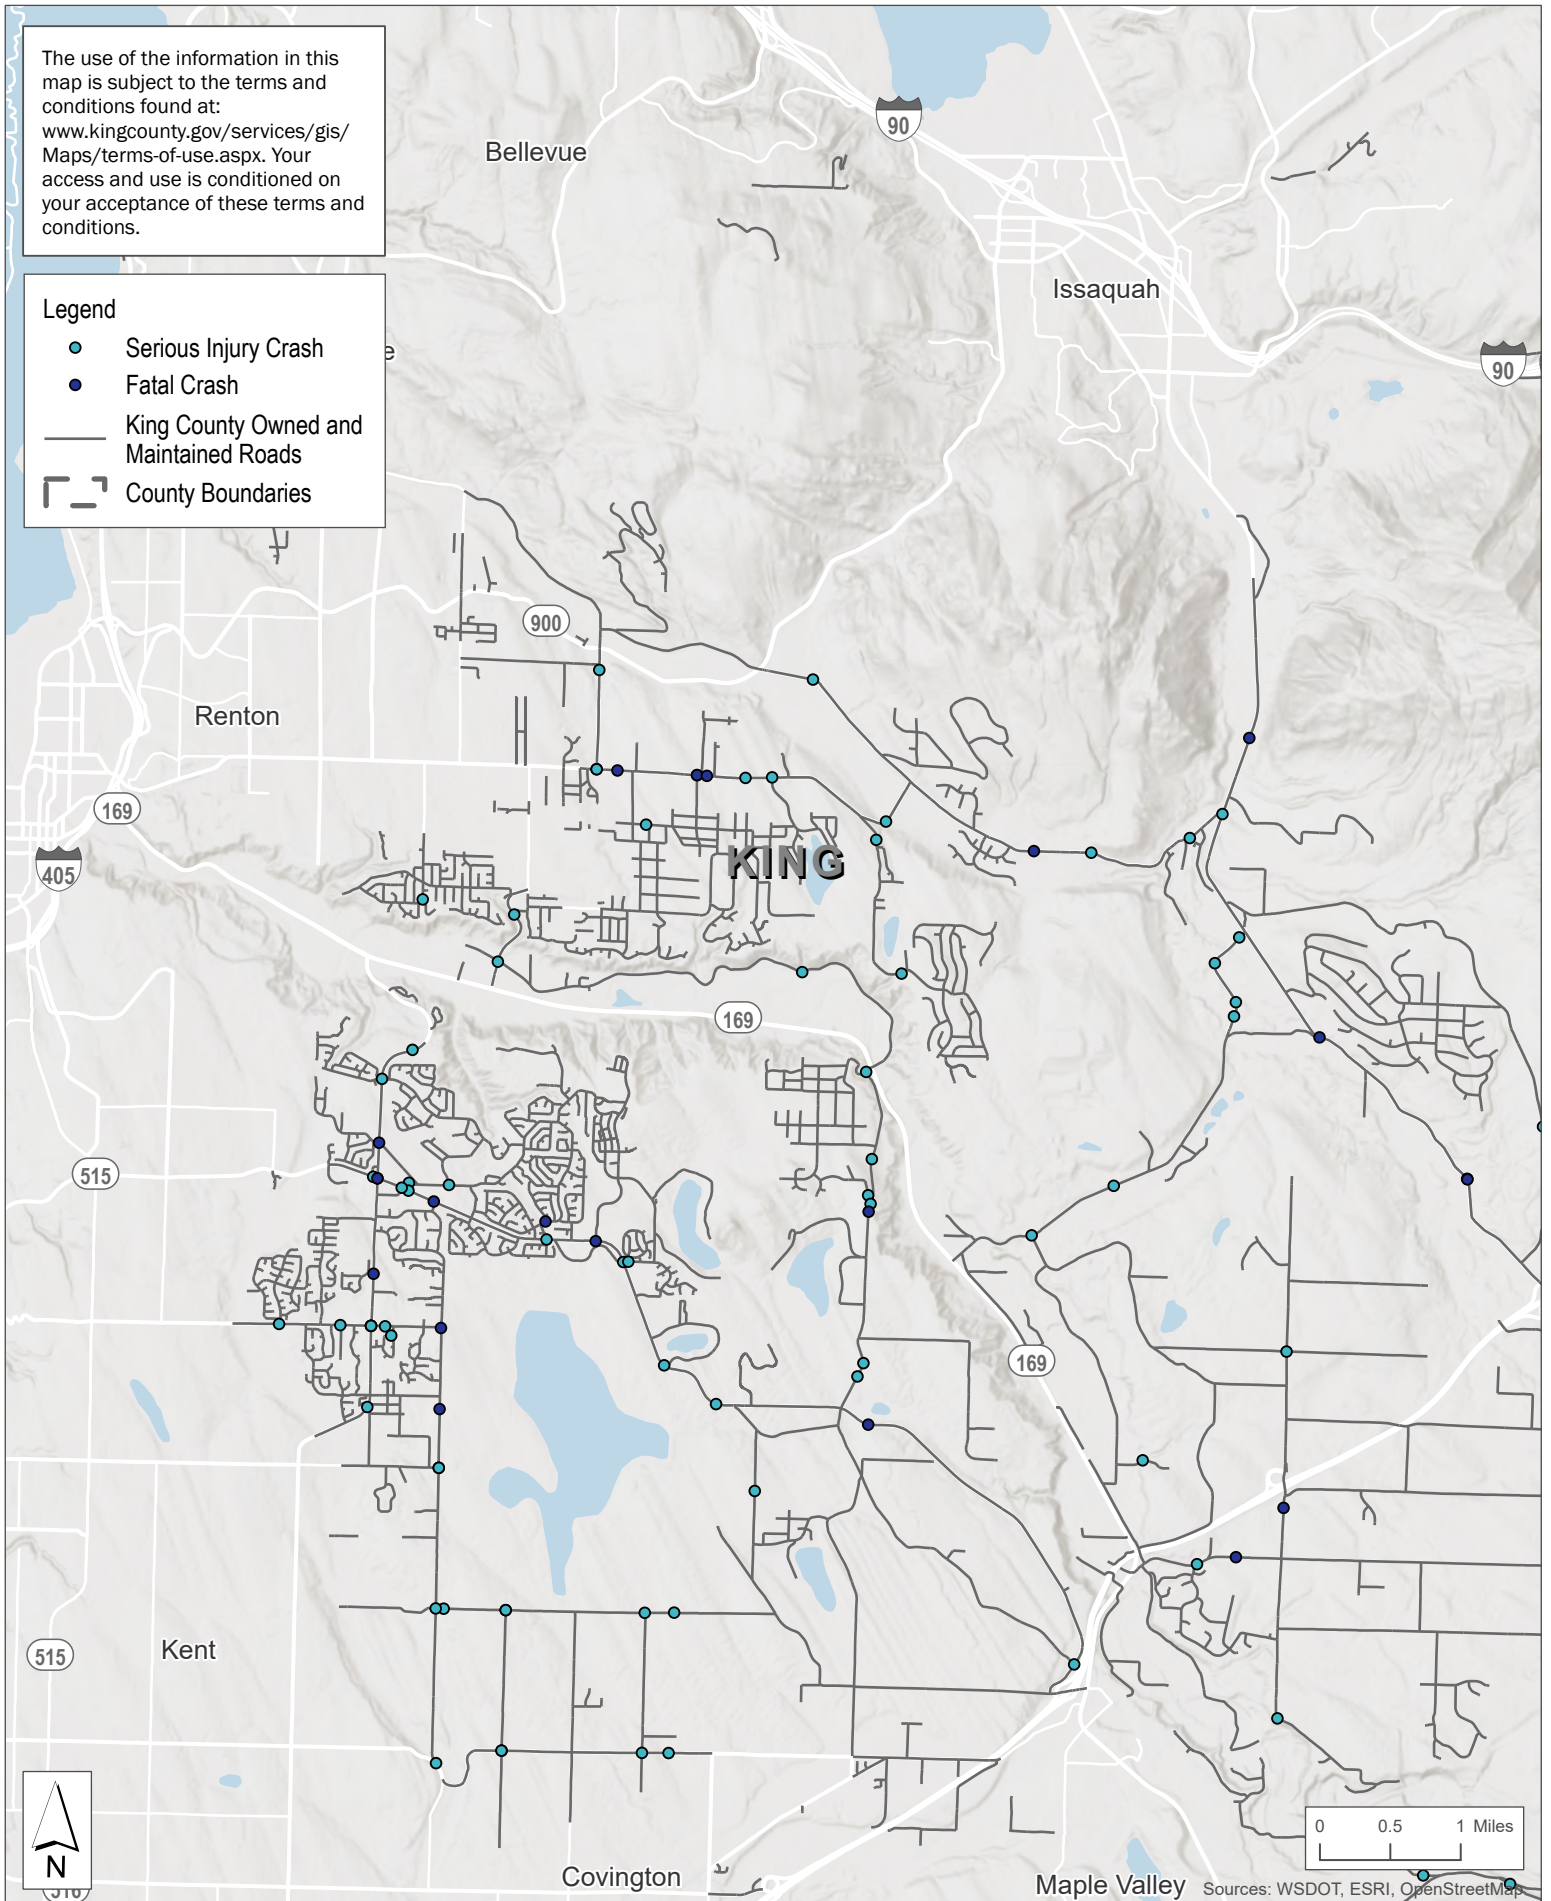 The use of the information in this
map is subject to the terms and
conditions found at:
www.kingcounty.gov/services/gis/
Maps/terms-of-use.aspx. Your
access and use is conditioned on
your acceptance of these terms and
conditions.
Legend
Serious Injury Crash
Fatal Crash
King County Owned and
Maintained Roads
County Boundaries
e
90
Bellevue
Issaquah
90
900
Renton
169
KING
405
169
515
169
Kent
515
N
516
Covington
Maple Valley
0 0.5 1 Miles
Sources: WSDOT, ESRI, OpenStreetMap